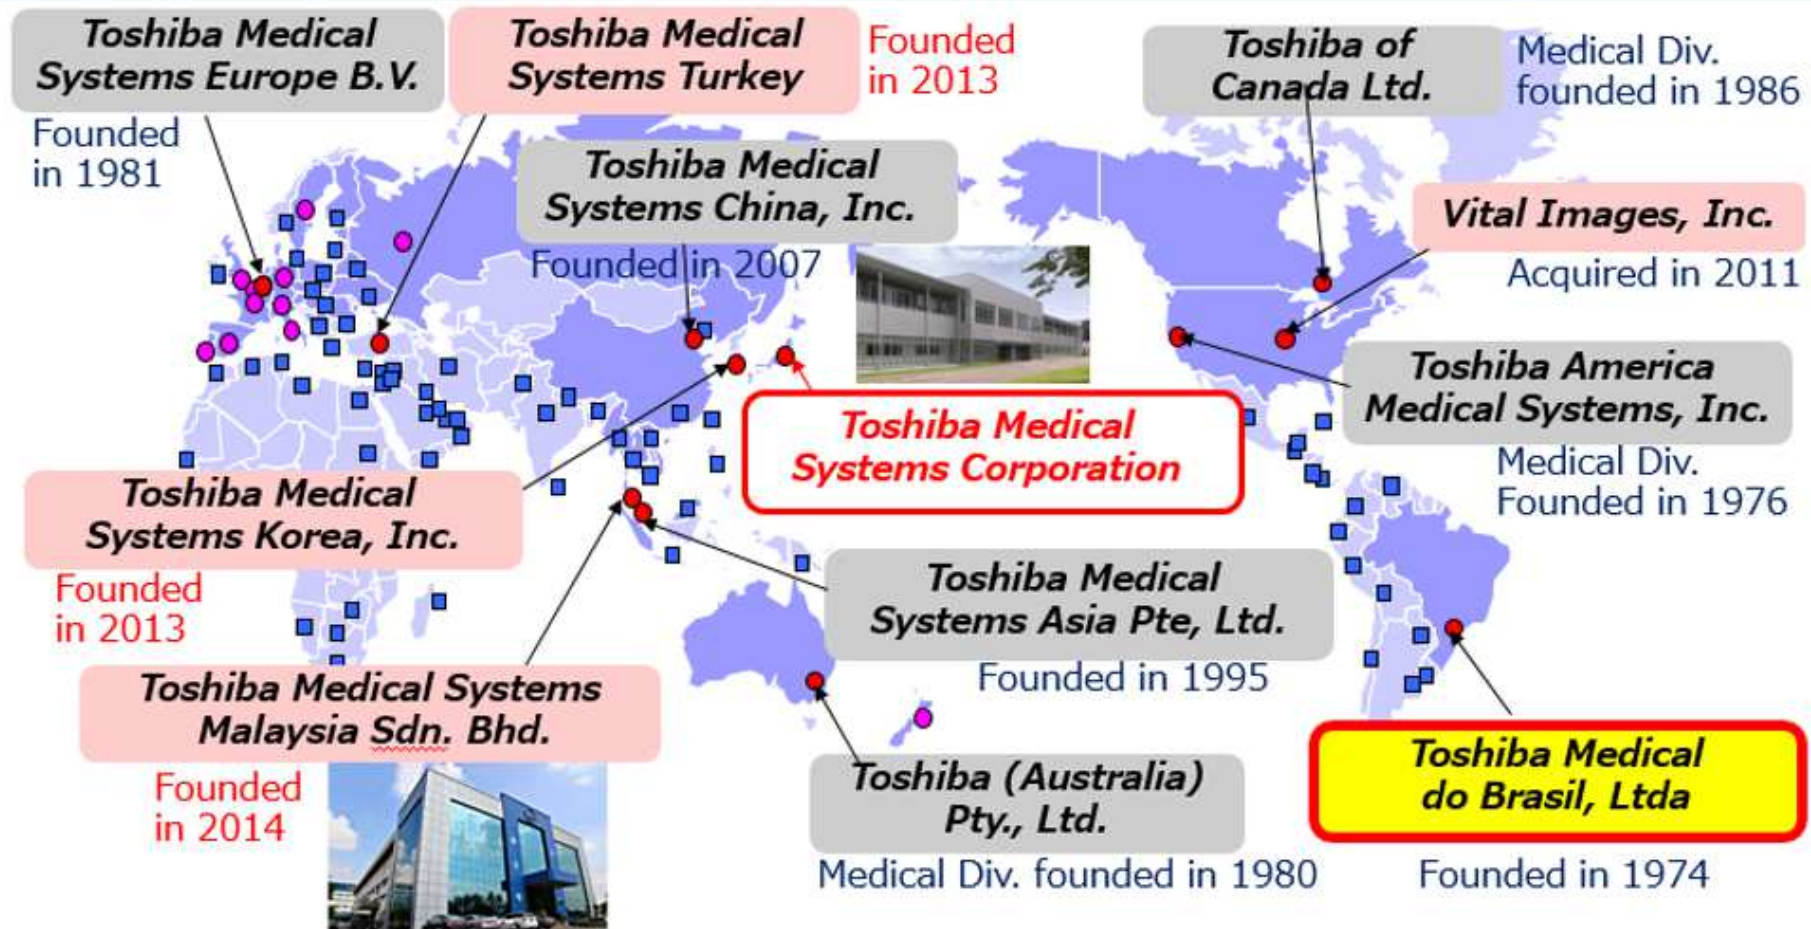 Toshiba Medical
Systems Europe B.V.
Founded
in 1981
Toshiba Medical
Systems Turkey
Founded
in 2013
Toshiba Medical
Systems China, Inc.
Founded in 2007
Toshiba of
Canada Ltd.
Medical Div.
founded in 1986
Vital Images, Inc.
Acquired in 2011
Toshiba America
Medical Systems, Inc.
Medical Div.
Founded in 1976
Toshiba Medical
Systems Corporation
Toshiba Medical
Systems Korea, Inc.
Founded
in 2013
Toshiba Medical
Systems Asia Pte, Ltd.
Founded in 1995
Toshiba Medical Systems
Malaysia Sdn. Bhd.
Founded
in 2014
Toshiba (Australia)
Pty., Ltd.
Medical Div. founded in 1980
Toshiba Medical
do Brasil, Ltda
Founded in 1974